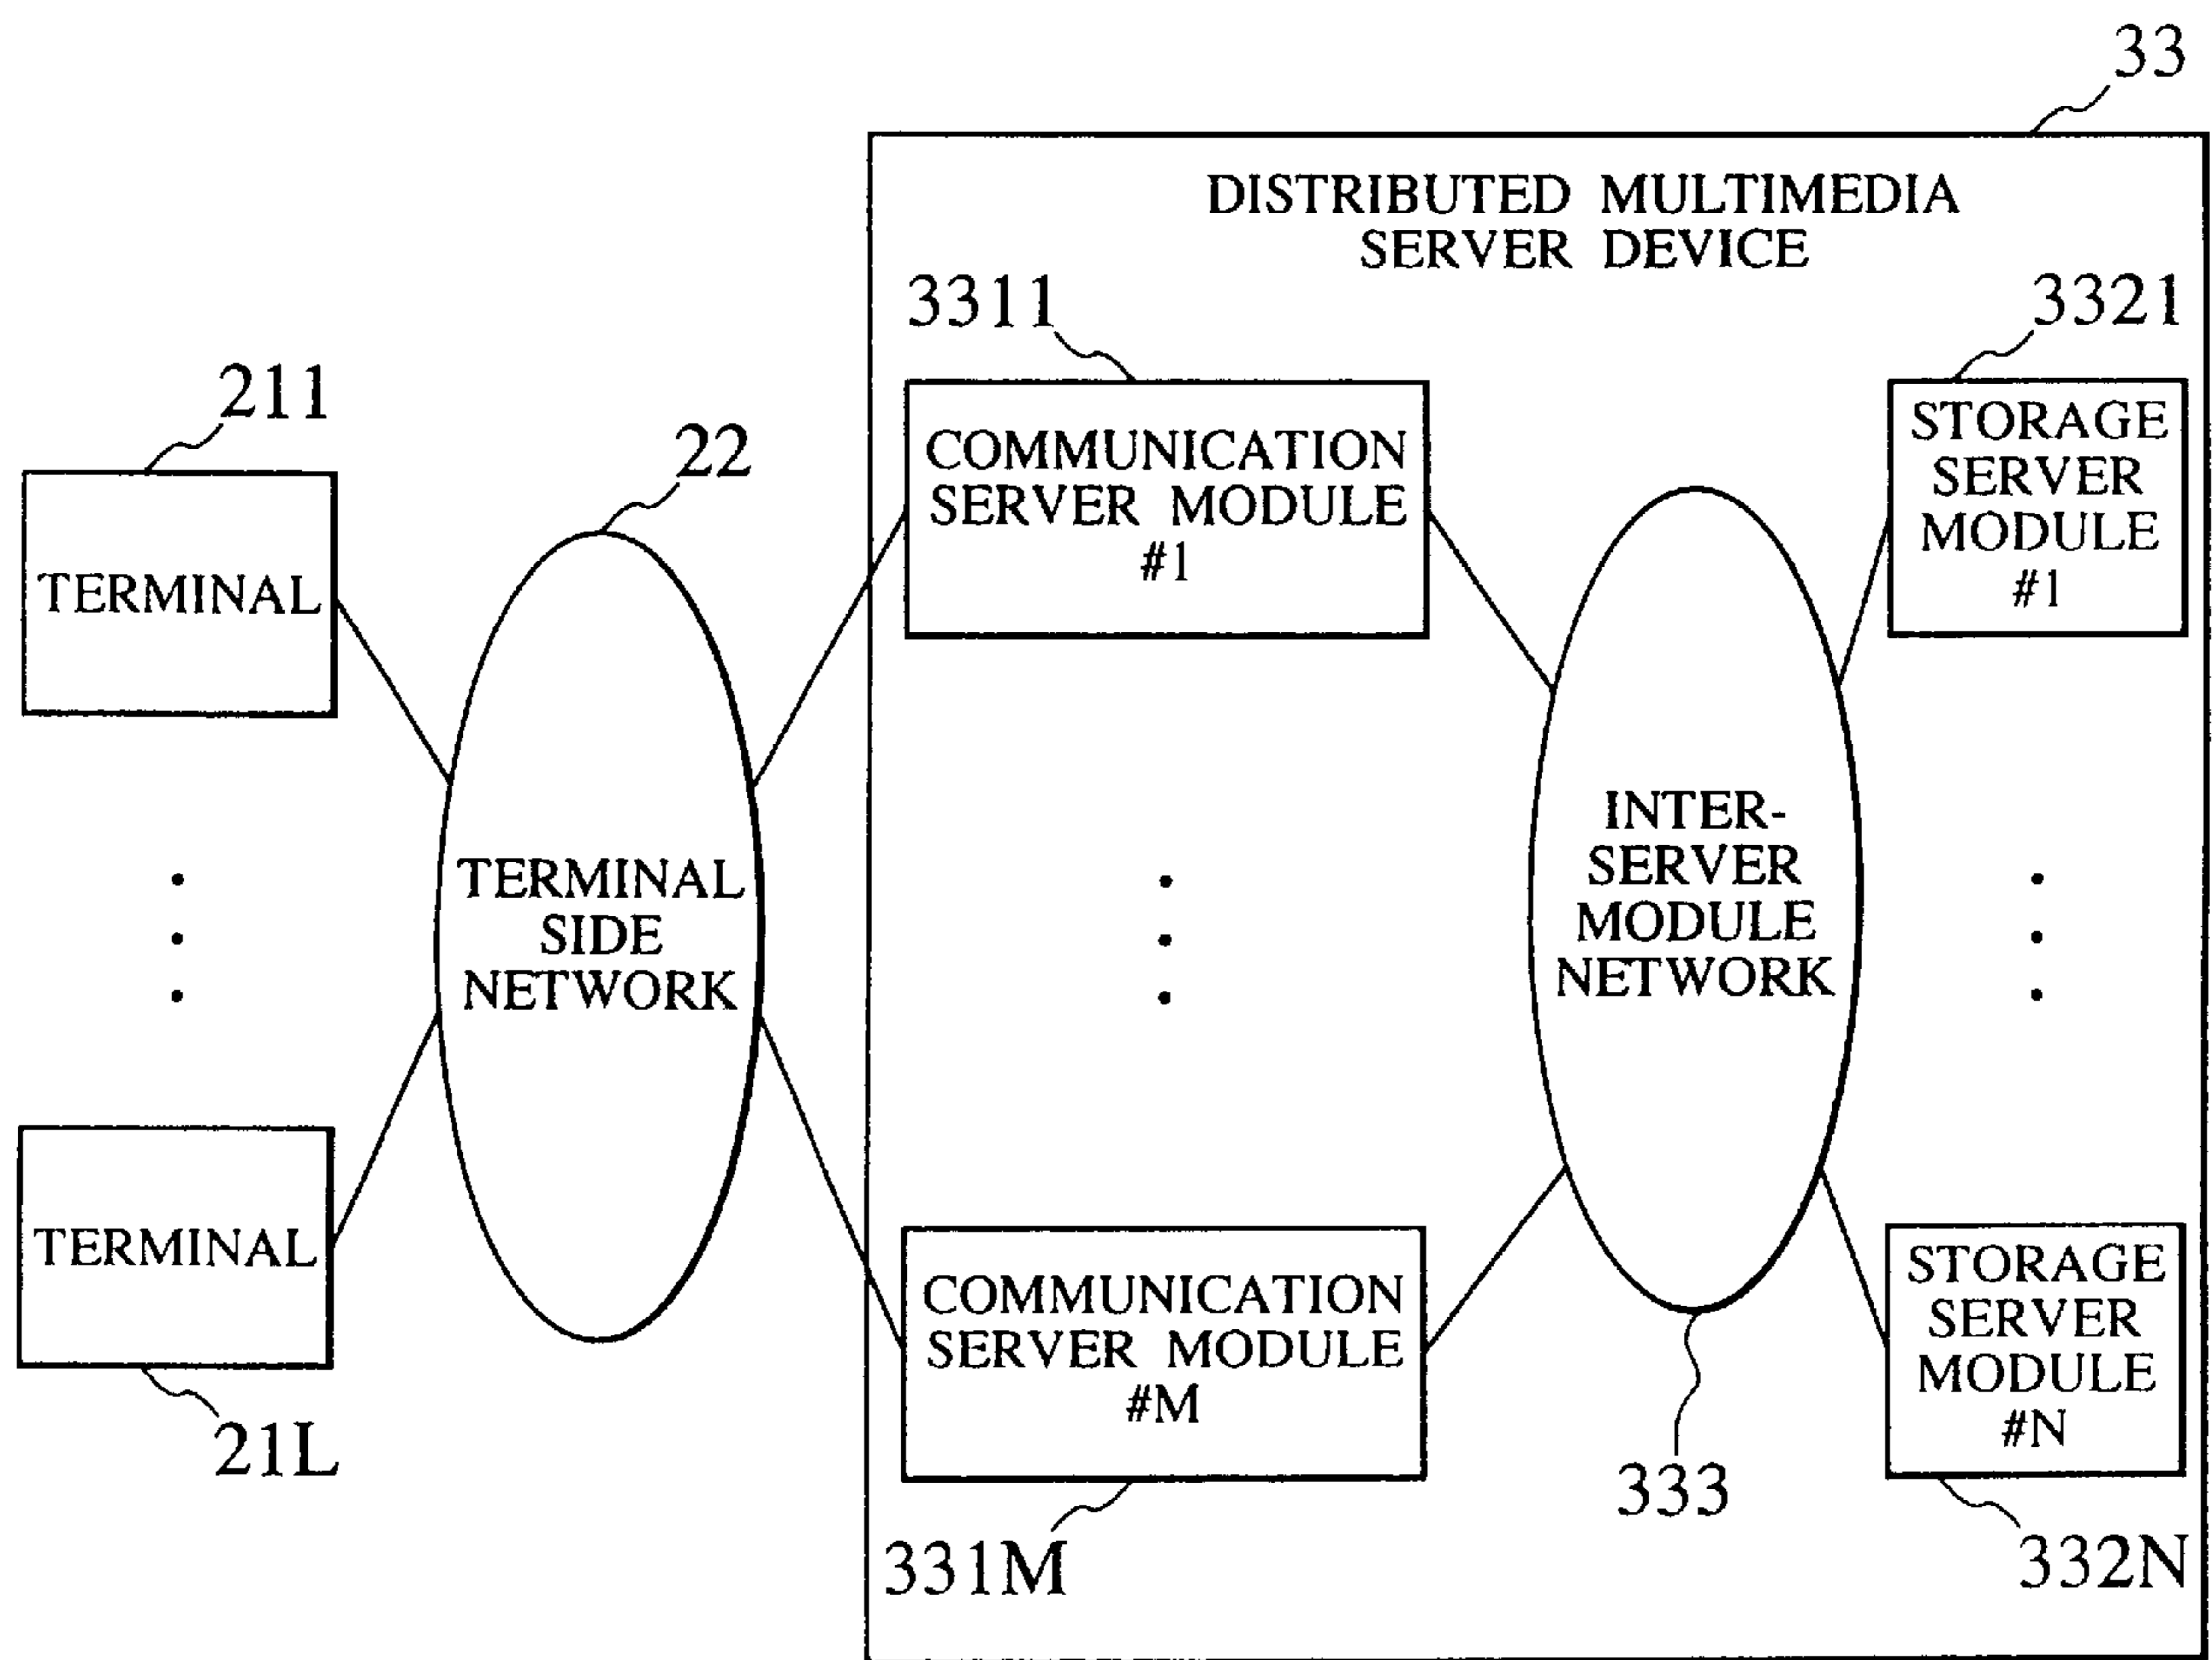 33
DISTRIBUTED MULTIMEDIA
SERVER DEVICE
3311
3321
211
22
TERMINAL
COMMUNICATION
SERVER MODULE
#1
STORAGE
SERVER
MODULE
#1
TERMINAL
SIDE
NETWORK
INTER-
SERVER
MODULE
NETWORK
TERMINAL
21L
COMMUNICATION
SERVER MODULE
#M
331M
333
STORAGE
SERVER
MODULE
#N
332N